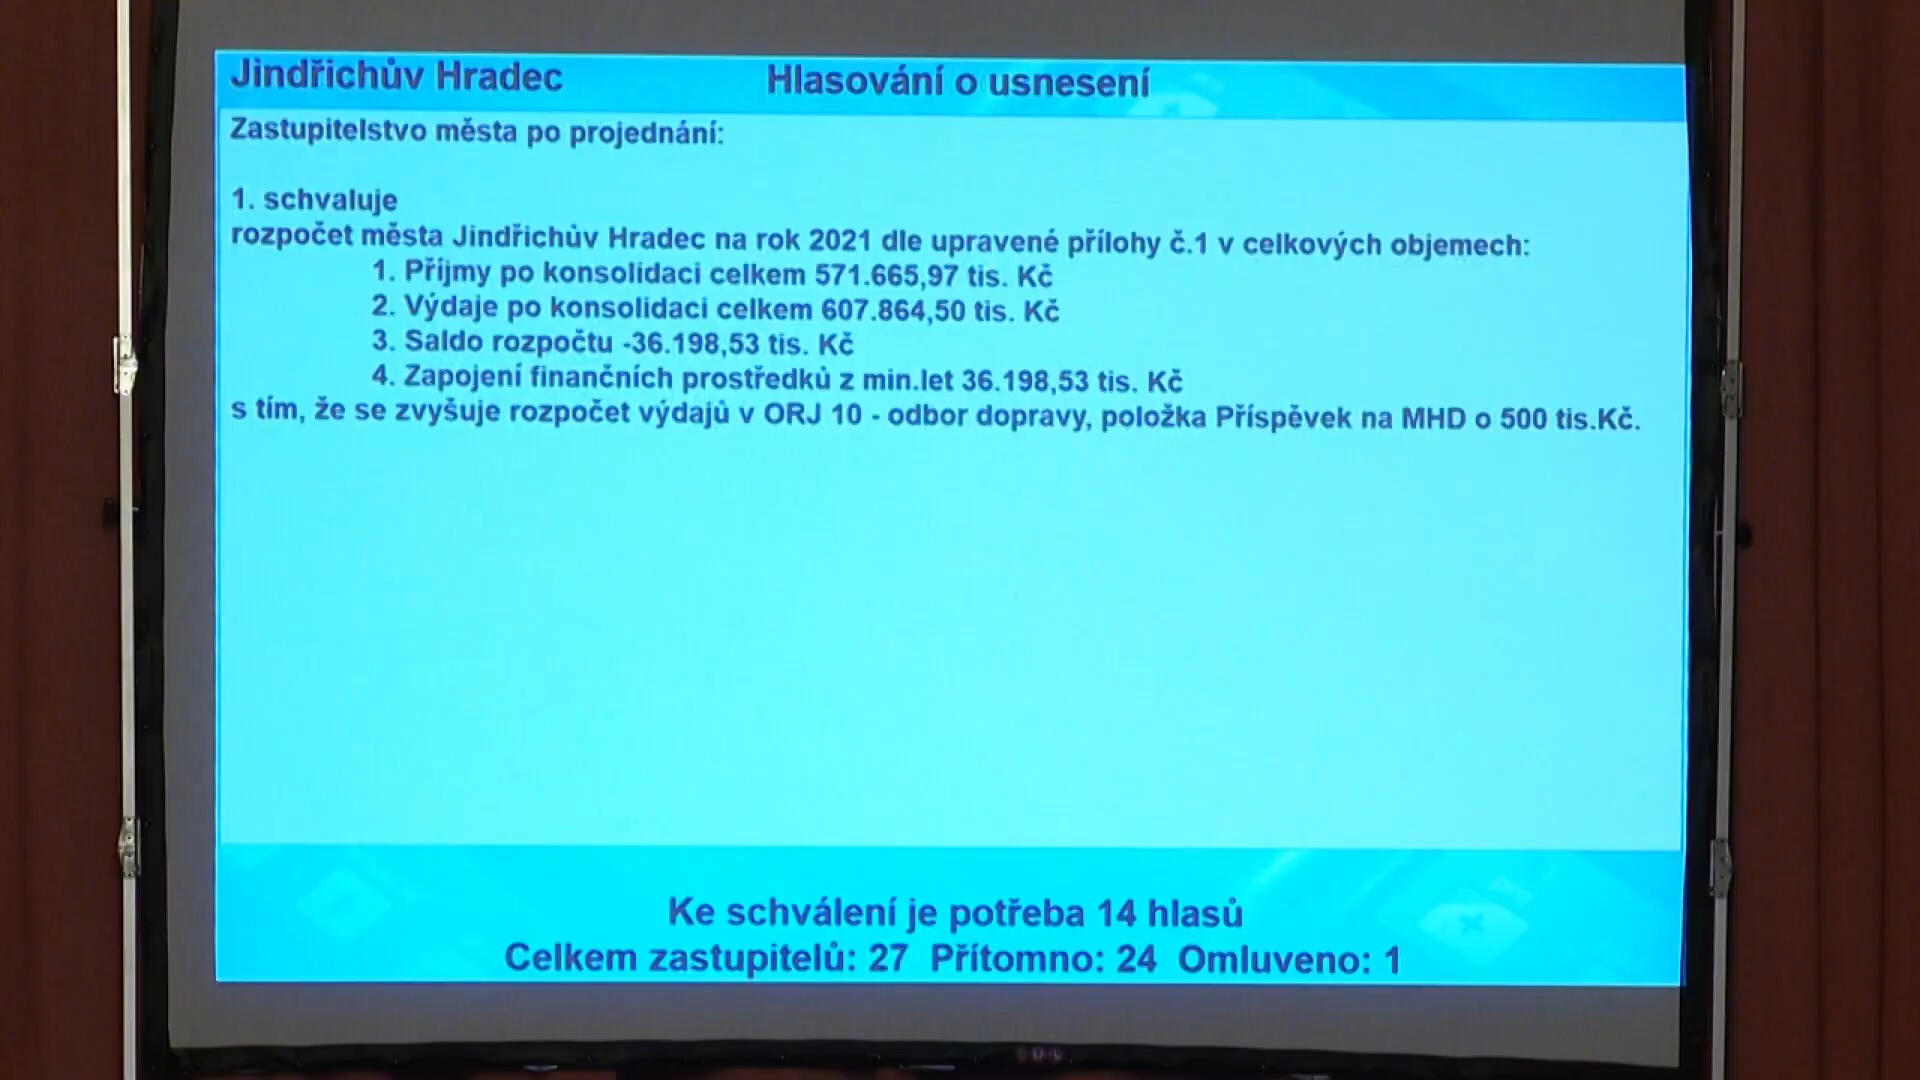 Jindřichův Hradec
Hlasování o usnesení
Zastupitelstvo města po projednání:
1. schvaluje
rozpočet města Jindřichův Hradec na rok 2021 dle upravené přílohy č.1 v celkových objemech:
1. Příjmy po konsolidaci celkem 571.665,97 tis. Kč
2. Výdaje po konsolidaci celkem 607.864,50 tis. Kč
3. Saldo rozpočtu -36.198,53 tis. Kč
4. Zapojení finančních prostředků z min.let 36.198,53 tis. Kč
s tím, že se zvyšuje rozpočet výdajů v ORJ 10 - odbor dopravy, položka Příspěvek na MHD o 500 tis.Kč.
Ke schválení je potřeba 14 hlasů
Celkem zastupitelů: 27 Přítomno: 24 Omluveno: 1
pro